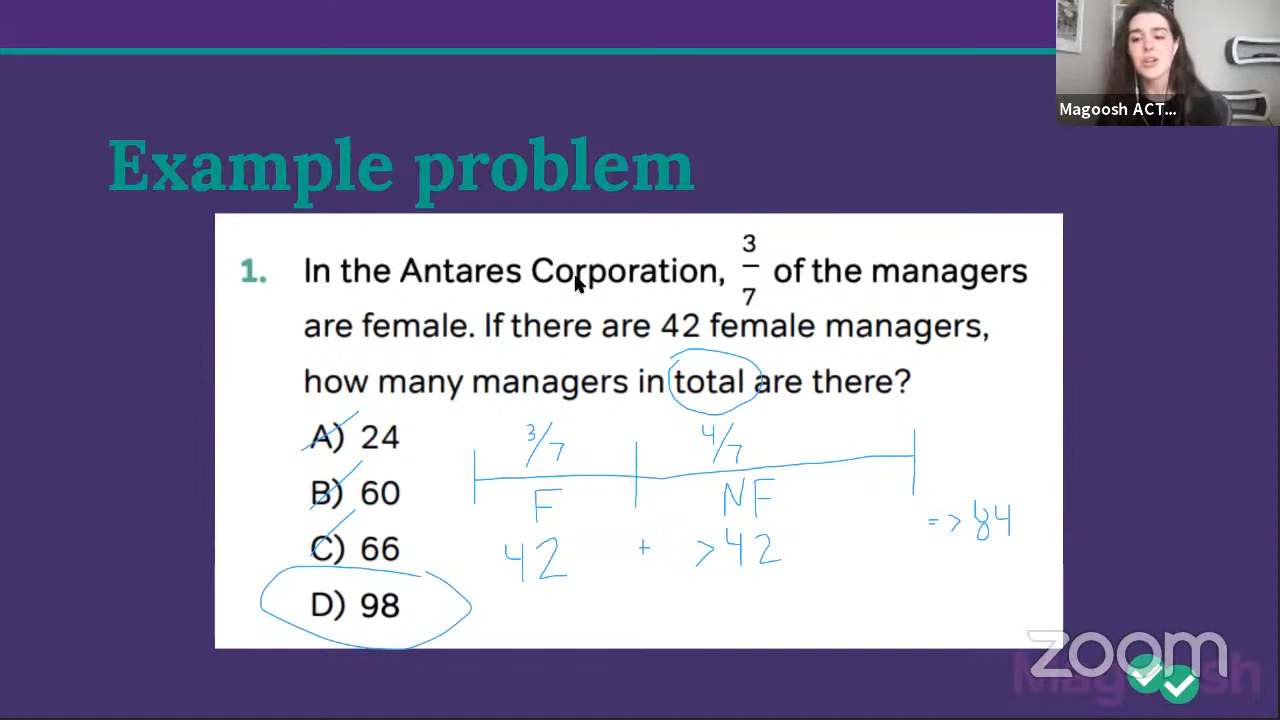 Magoosh ACT...
Example problem
1. In the Antares Corporation, 3/7 of the managers
are female. If there are 42 female managers,
how many managers in total are there?
A) 24
B) 60
C) 66
D) 98
3/7 4/7
F NF
42 + >42 => 84
zoom
Magoosh